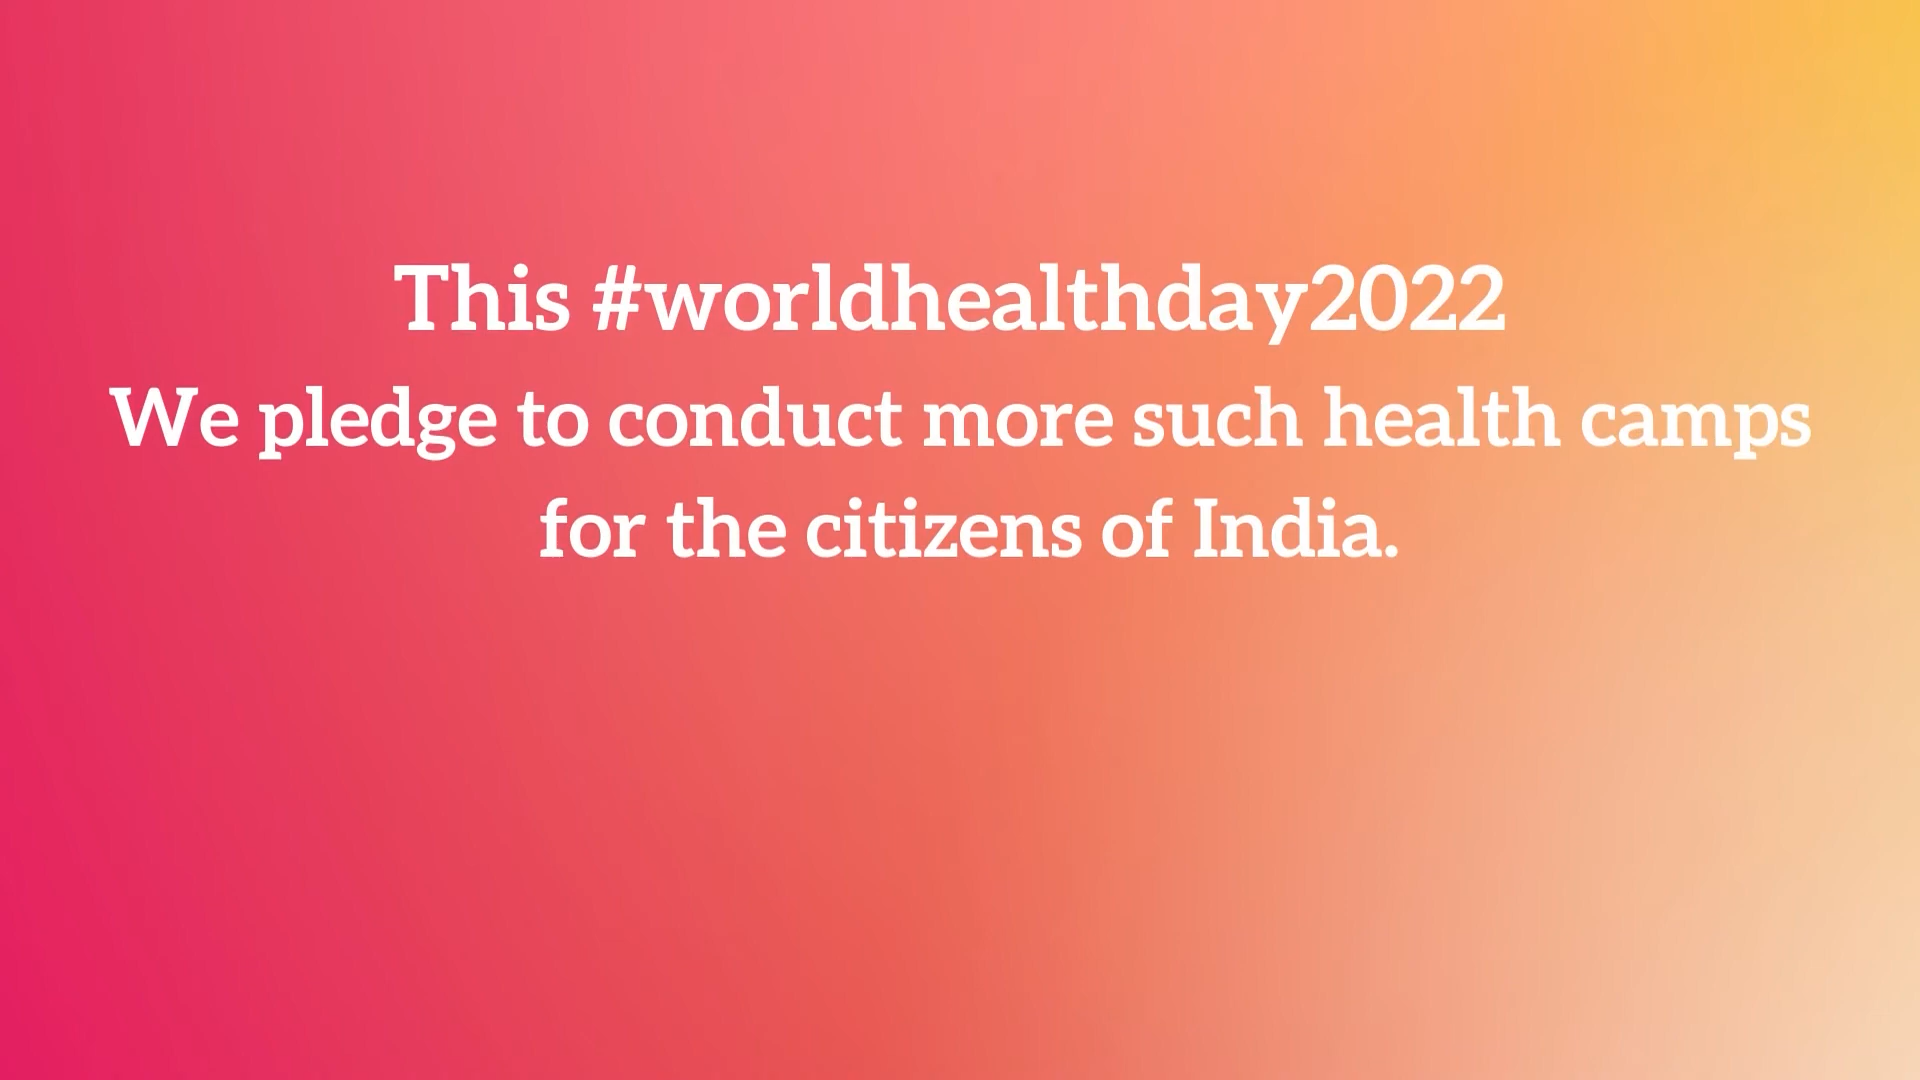 This #worldhealthday2022
We pledge to conduct more such health camps
for the citizens of India.